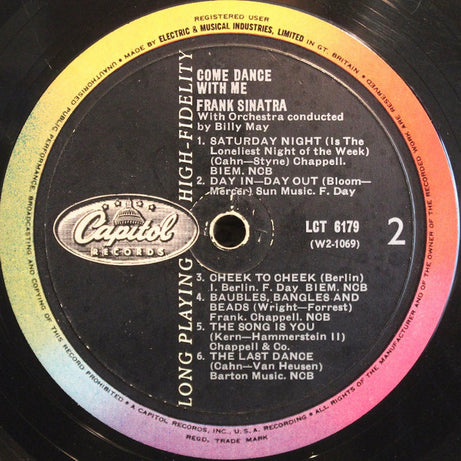 REGISTERED USER
• MADE BY ELECTRIC & MUSICAL INDUSTRIES, LIMITED IN GT. BRITAIN •
UNAUTHORISED PUBLIC PERFORMANCE, BROADCASTING AND COPYING OF THIS RECORD PROHIBITED •
ALL RIGHTS OF THE MANUFACTURER AND OF THE OWNER OF THE RECORDED WORK RESERVED •
• A CAPITOL RECORDS, INC., U.S.A. RECORDING •
REGD. TRADE MARK
LONG PLAYING HIGH-FIDELITY
COME DANCE
WITH ME
FRANK SINATRA
With Orchestra conducted
by Billy May
1. SATURDAY NIGHT (Is The
Loneliest Night of the Week)
(Cahn—Styne) Chappell.
BIEM. NCB
2. DAY IN—DAY OUT (Bloom—
Mercer) Sun Music. F. Day
Capitol
RECORDS
LCT 6179
(W2-1069)
2
3. CHEEK TO CHEEK (Berlin)
I. Berlin. F. Day BIEM. NCB
4. BAUBLES, BANGLES AND
BEADS (Wright—Forrest)
Frank. Chappell. NCB
5. THE SONG IS YOU
(Kern—Hammerstein II)
Chappell & Co.
6. THE LAST DANCE
(Cahn—Van Heusen)
Barton Music. NCB